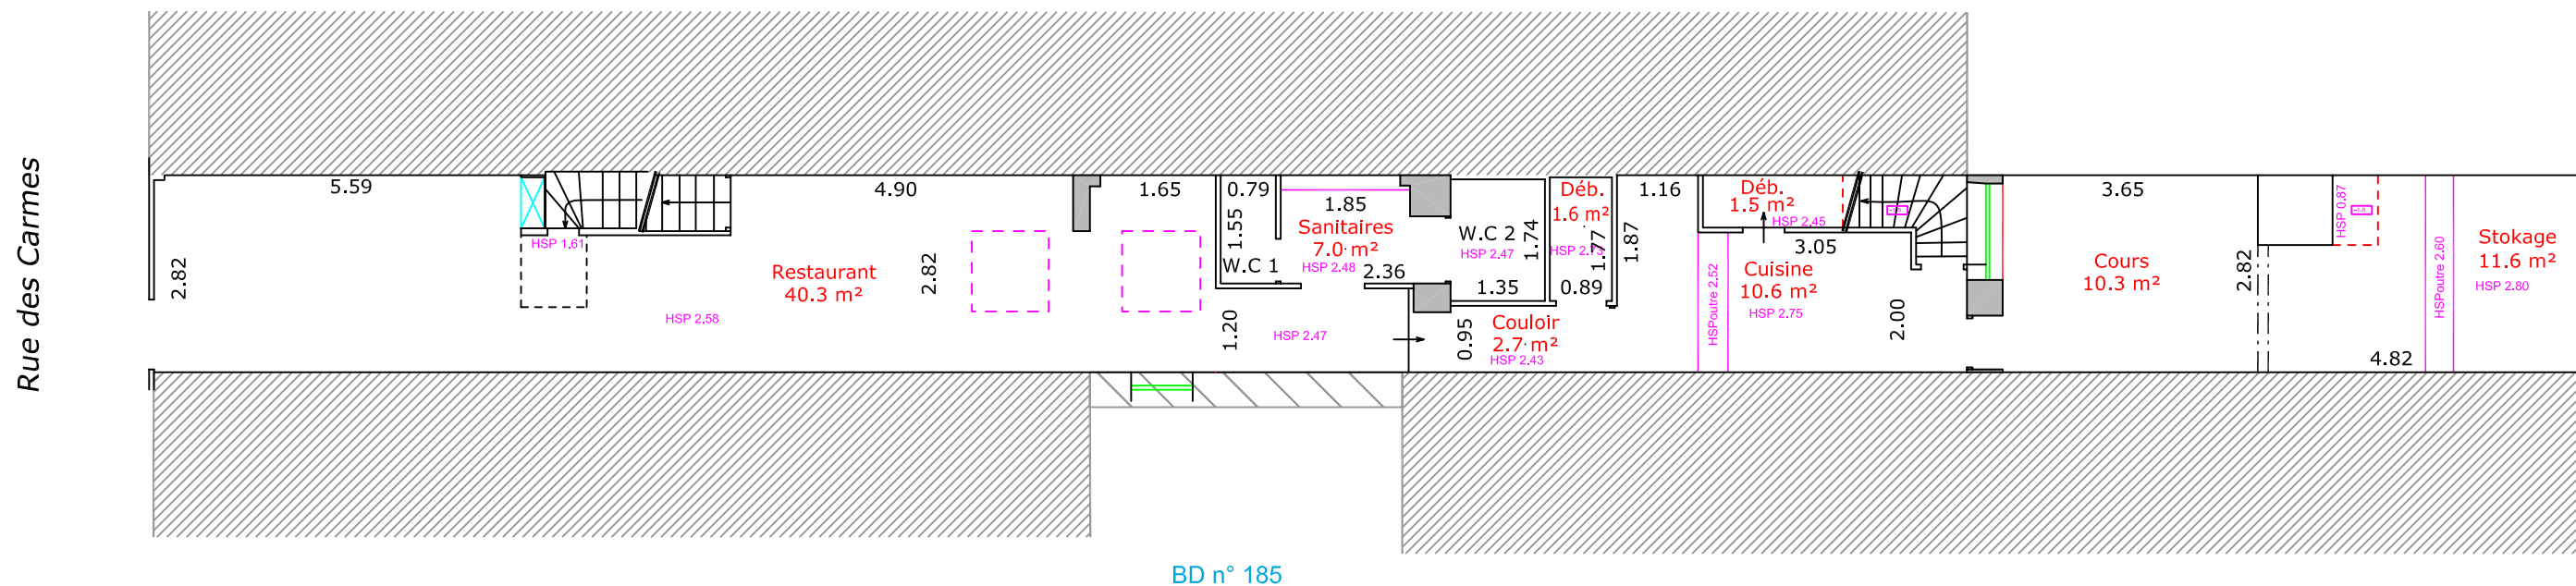 Rue des Carmes
5.59
2.82
HSP 1.61
HSP 2.58
4.90
Restaurant
40.3 m²
2.82
1.65
0.79
1.55
W.C 1
1.20
1.85
Sanitaires
7.0 m²
HSP 2.48
2.36
HSP 2.47
W.C 2
HSP 2.47
1.74
1.35
0.95
Couloir
2.7 m²
HSP 2.43
Déb.
1.6 m²
HSP 2.73
1.77
0.89
1.87
1.16
Déb.
1.5 m²
HSP 2.45
3.05
Cuisine
10.6 m²
HSP 2.75
HSPoutre 2.52
2.00
3.65
Cours
10.3 m²
2.82
HSP 0.87
4.82
HSPoutre 2.60
Stokage
11.6 m²
HSP 2.80
BD n° 185